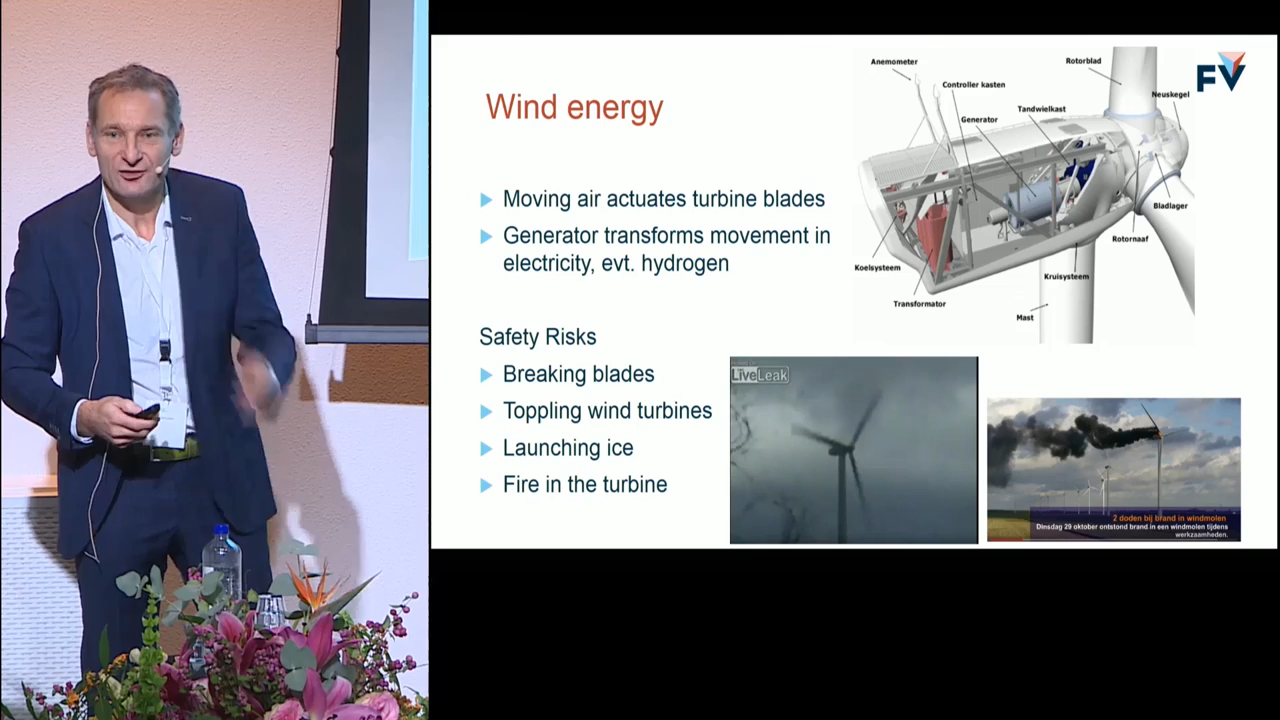 Wind energy
Moving air actuates turbine blades
Generator transforms movement in
electricity, evt. hydrogen
Safety Risks
Breaking blades
Toppling wind turbines
Launching ice
Fire in the turbine
Anemometer
Controller kasten
Generator
Tandwielkast
Rotorblad
Neuskegel
Bladlager
Rotornaaf
Kruisysteem
Mast
Koelsysteem
Transformator
FV
LiveLeak
2 doden bij brand in windmolen
Dinsdag 29 oktober ontstond brand in een windmolen tijdens
werkzaamheden.